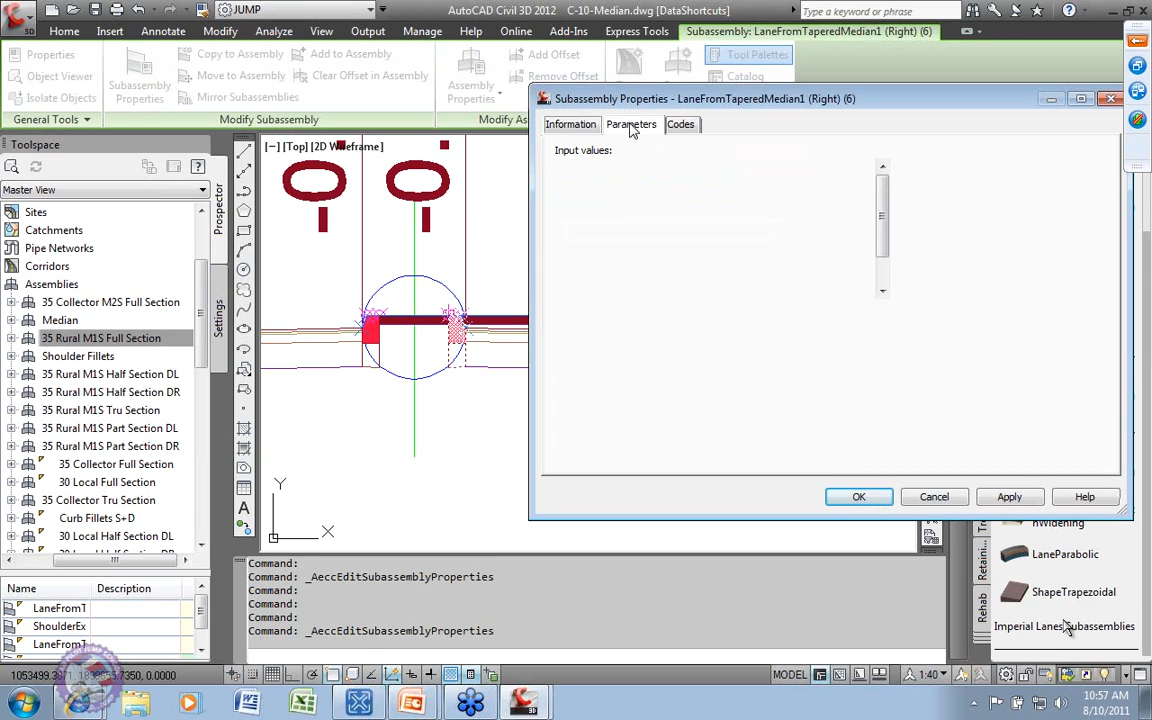 JUMP
AutoCAD Civil 3D 2012
C-10-Median.dwg [DataShortcuts]
Type a keyword or phrase
Home
Insert
Annotate
Modify
Analyze
View
Output
Manage
Help
Online
Add-Ins
Express Tools
Subassembly: LaneFromTaperedMedian1 (Right) (6)
Properties
Object Viewer
Isolate Objects
General Tools
Subassembly
Properties
Copy to Assembly
Move to Assembly
Mirror Subassemblies
Add to Assembly
Clear Offset in Assembly
Modify Subassembly
Assembly
Properties
Add Offset
Remove Offset
Modify As
Tool Palettes
Catalog
Subassembly Properties - LaneFromTaperedMedian1 (Right) (6)
Information
Parameters
Codes
Input values:
OK
Cancel
Apply
Help
Toolspace
Master View
Prospector
Settings
Sites
Catchments
Pipe Networks
Corridors
Assemblies
35 Collector M2S Full Section
Median
35 Rural M1S Full Section
Shoulder Fillets
35 Rural M1S Half Section DL
35 Rural M1S Half Section DR
35 Rural M1S Tru Section
35 Rural M1S Part Section DL
35 Rural M1S Part Section DR
35 Collector Full Section
30 Local Full Section
35 Collector Tru Section
Curb Fillets S+D
30 Local Half Section DL
Name
Description
LaneFromT
ShoulderEx
LaneFromT
[−] [Top] [2D Wireframe]
Y
X
Command:
Command: _AeccEditSubassemblyProperties
Command:
Command:
Command:
Command: _AeccEditSubassemblyProperties
nWidening
LaneParabolic
ShapeTrapezoidal
Imperial Lanes Subassemblies
Retaini...
Rehab
MODEL
1:40
10:57 AM
8/10/2011